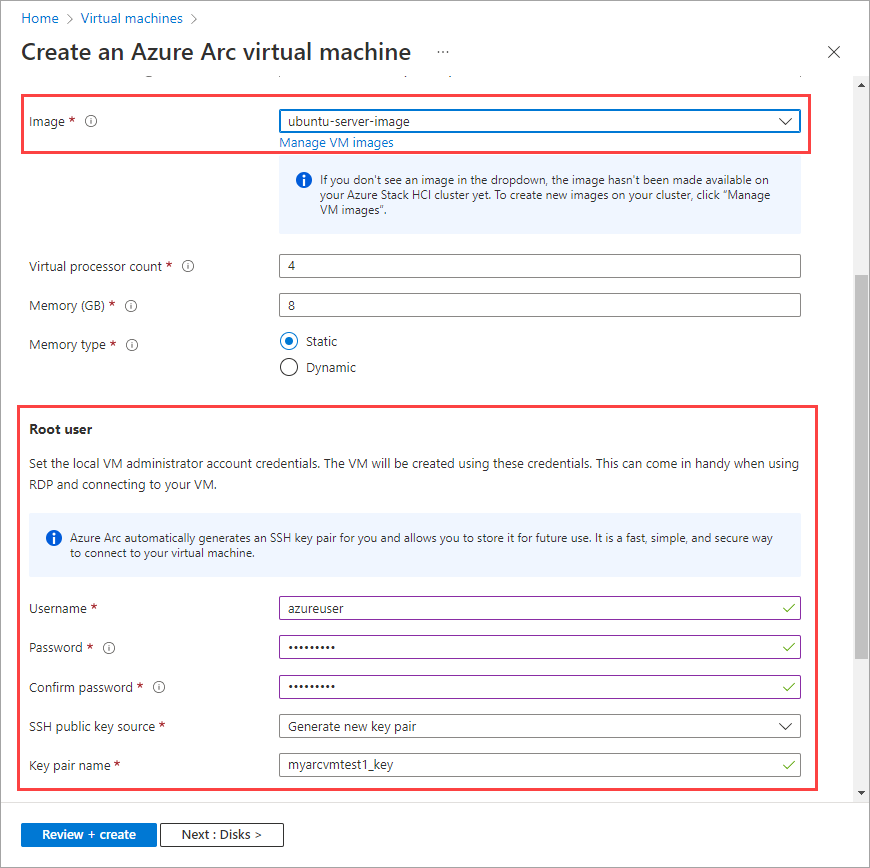 Home > Virtual machines >
Create an Azure Arc virtual machine ...
Image *
ubuntu-server-image
Manage VM images
If you don't see an image in the dropdown, the image hasn't been made available on
your Azure Stack HCI cluster yet. To create new images on your cluster, click “Manage
VM images”.
Virtual processor count *
4
Memory (GB) *
8
Memory type *
Static
Dynamic
Root user
Set the local VM administrator account credentials. The VM will be created using these credentials. This can come in handy when using
RDP and connecting to your VM.
Azure Arc automatically generates an SSH key pair for you and allows you to store it for future use. It is a fast, simple, and secure way
to connect to your virtual machine.
Username *
azureuser
Password *
•••••••••
Confirm password *
•••••••••
SSH public key source *
Generate new key pair
Key pair name *
myarcvmtest1_key
Review + create
Next : Disks >